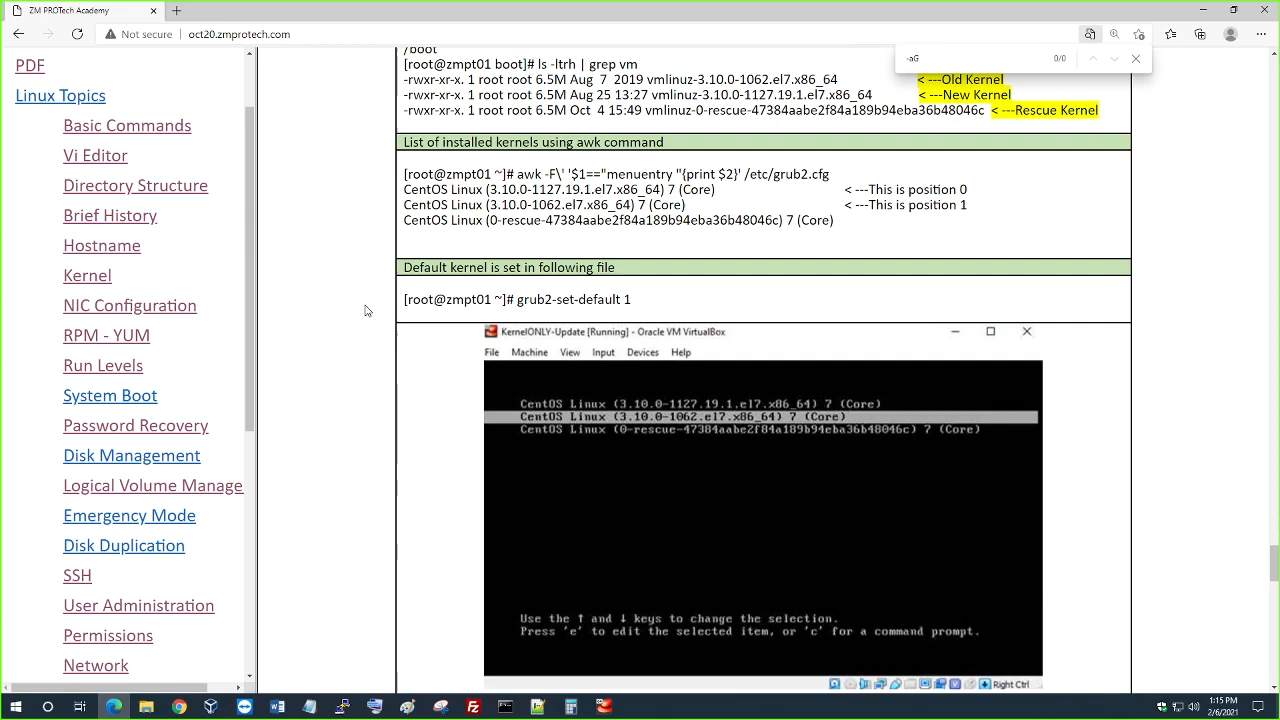 ZM PROTech Academy
Not secure
oct20.zmprotech.com
-aG
0/0
PDF
Linux Topics
Basic Commands
Vi Editor
Directory Structure
Brief History
Hostname
Kernel
NIC Configuration
RPM - YUM
Run Levels
System Boot
Password Recovery
Disk Management
Logical Volume Manage
Emergency Mode
Disk Duplication
SSH
User Administration
Permissions
Network
/boot
[root@zmpt01 boot]# ls -ltrh | grep vm
-rwxr-xr-x. 1 root root 6.5M Aug 7 2019 vmlinuz-3.10.0-1062.el7.x86_64 < ---Old Kernel
-rwxr-xr-x. 1 root root 6.5M Aug 25 13:27 vmlinuz-3.10.0-1127.19.1.el7.x86_64 < ---New Kernel
-rwxr-xr-x. 1 root root 6.5M Oct 4 15:49 vmlinuz-0-rescue-47384aabe2f84a189b94eba36b48046c < ---Rescue Kernel
List of installed kernels using awk command
[root@zmpt01 ~]# awk -F\' '$1=="menuentry "{print $2}' /etc/grub2.cfg
CentOS Linux (3.10.0-1127.19.1.el7.x86_64) 7 (Core) < ---This is position 0
CentOS Linux (3.10.0-1062.el7.x86_64) 7 (Core) < ---This is position 1
CentOS Linux (0-rescue-47384aabe2f84a189b94eba36b48046c) 7 (Core)
Default kernel is set in following file
[root@zmpt01 ~]# grub2-set-default 1
KernelONLY-Update [Running] - Oracle VM VirtualBox
File Machine View Input Devices Help
CentOS Linux (3.10.0-1127.19.1.el7.x86_64) 7 (Core)
CentOS Linux (3.10.0-1062.el7.x86_64) 7 (Core)
CentOS Linux (0-rescue-47384aabe2f84a189b94eba36b48046c) 7 (Core)
Use the ↑ and ↓ keys to change the selection.
Press 'e' to edit the selected item, or 'c' for a command prompt.
Right Ctrl
1:15 PM
2/6/2021